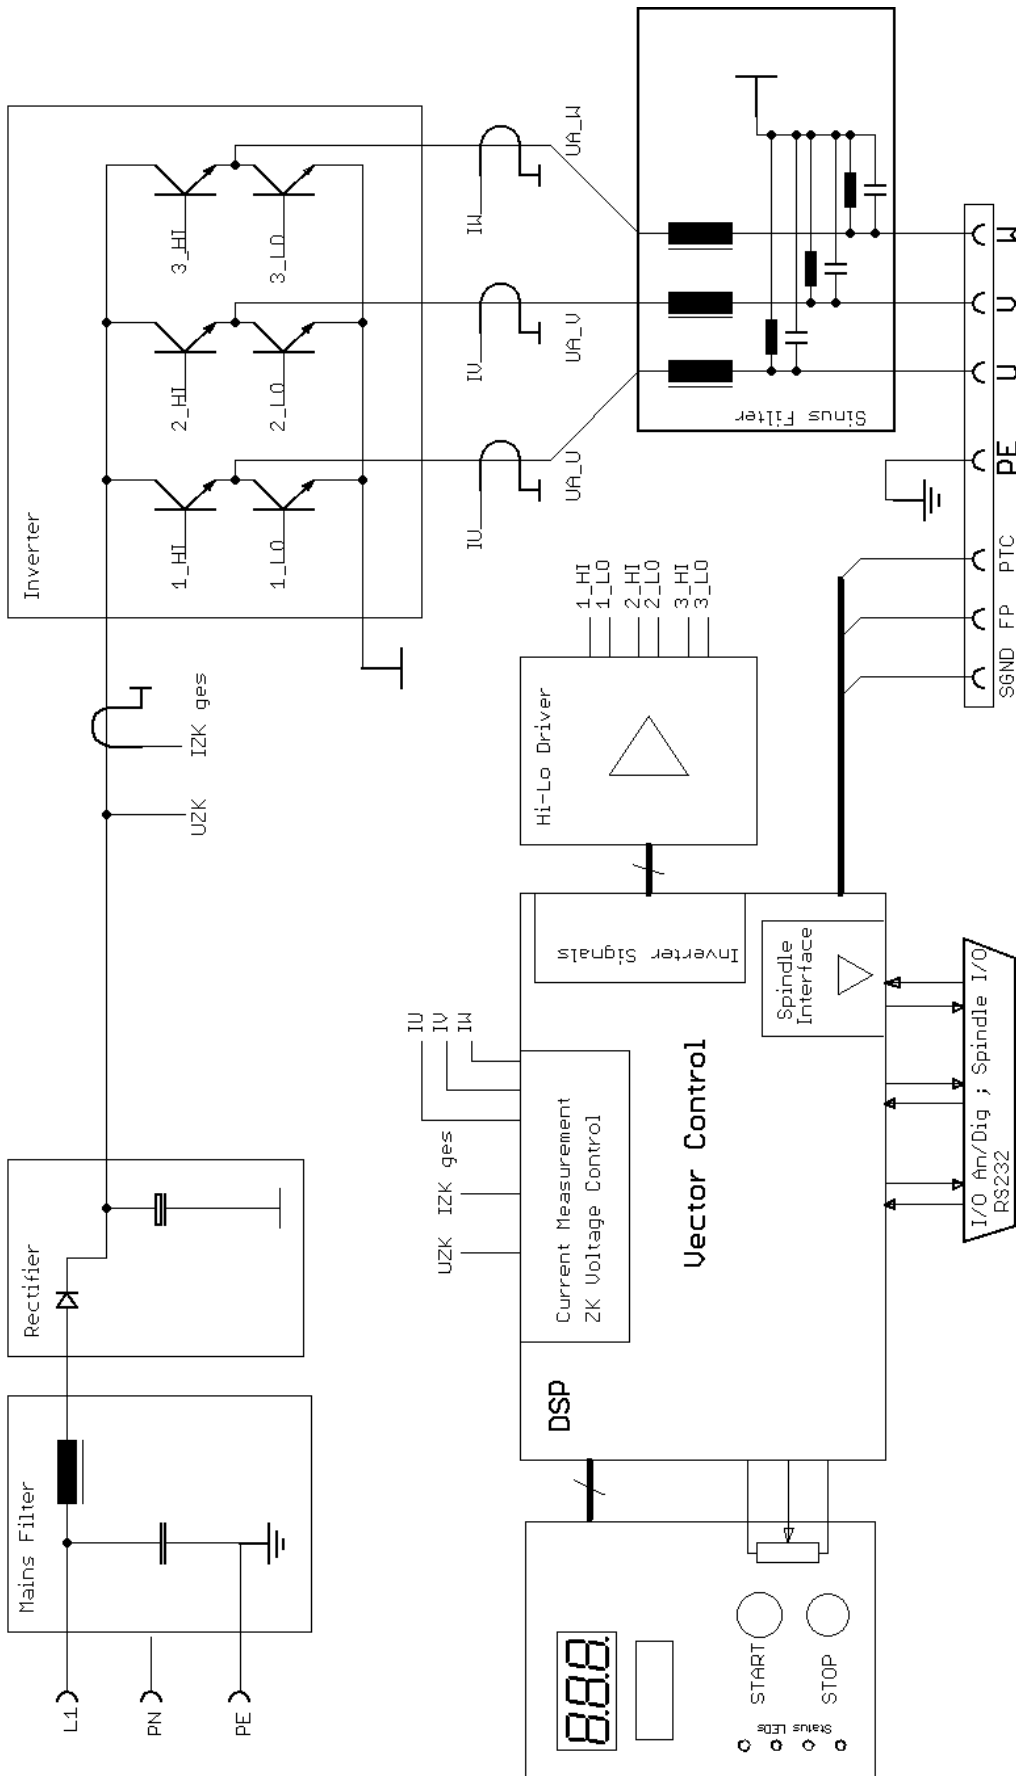 Mains Filter
L1
PN
PE
Rectifier
UZK
IZK ges
Inverter
1_HI
1_LO
2_HI
2_LO
3_HI
3_LO
IU
UA_U
IV
UA_V
IW
UA_W
Sinus Filter
START
STOP
Status LEDs
8.8.8.
DSP
UZK
IZK ges
IU
IV
IW
Current Measurement
ZK Voltage Control
Vector Control
Inverter Signals
Spindle
Interface
Hi-Lo Driver
1_HI
1_LO
2_HI
2_LO
3_HI
3_LO
I/O An/Dig ; Spindle I/O
RS232
SGND
FP
PTC
PE
U
V
W